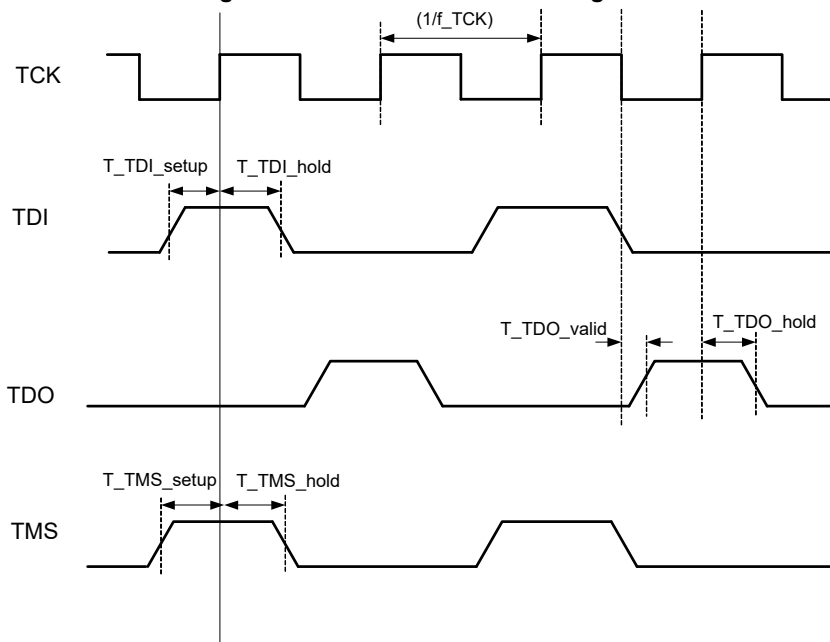 (1/f_TCK)
TCK
T_TDI_setup T_TDI_hold
TDI
T_TDO_valid T_TDO_hold
TDO
T_TMS_setup T_TMS_hold
TMS